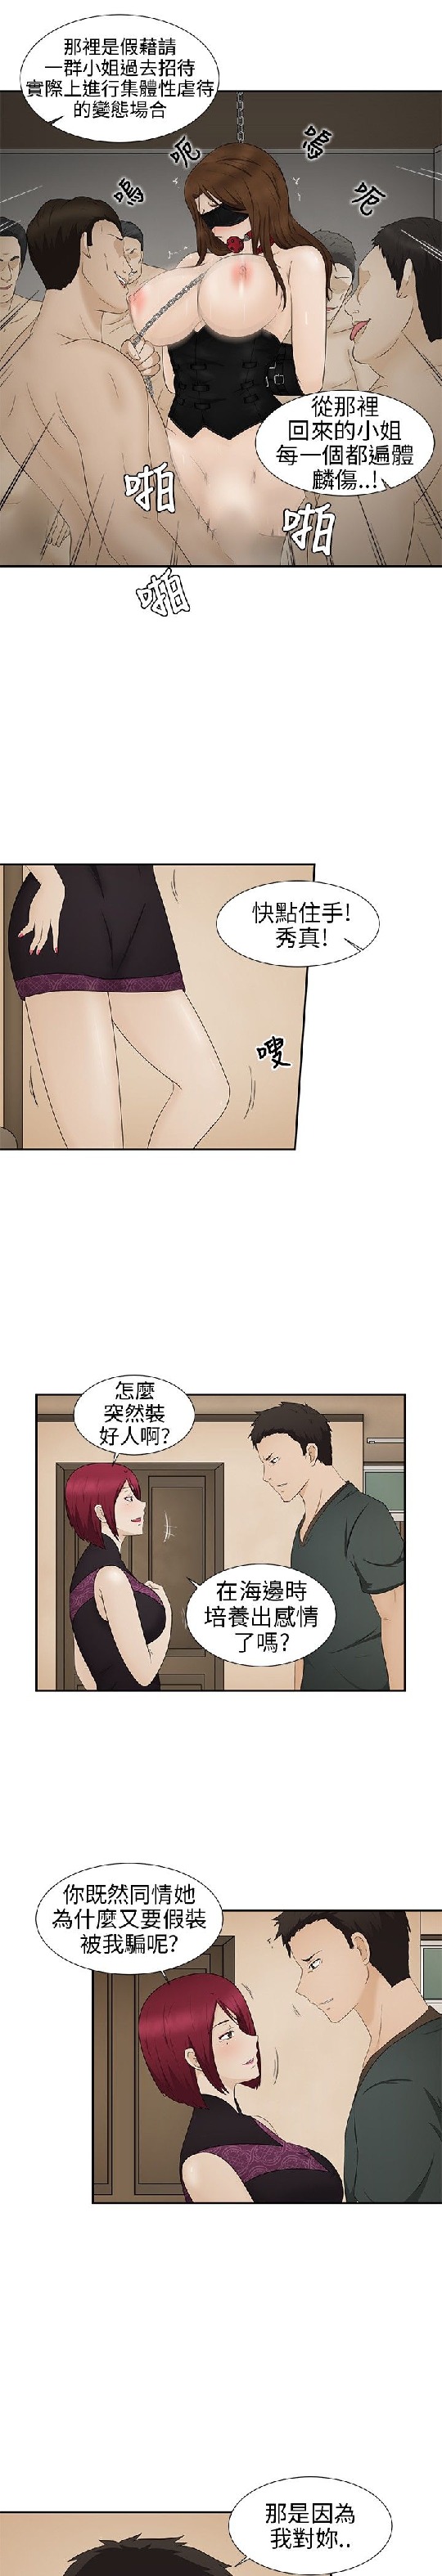 那裡是假藉請
一群小姐過去招待
實際上進行集體性虐待
的變態場合
嗚
呃
嗚
呃
從那裡
回來的小姐
每一個都遍體
麟傷..!
啪
啪
啪
快點住手!
秀真!
嗖
怎麼
突然裝
好人啊?
在海邊時
培養出感情
了嗎?
你既然同情她
為什麼又要假裝
被我騙呢?
那是因為
我對妳..